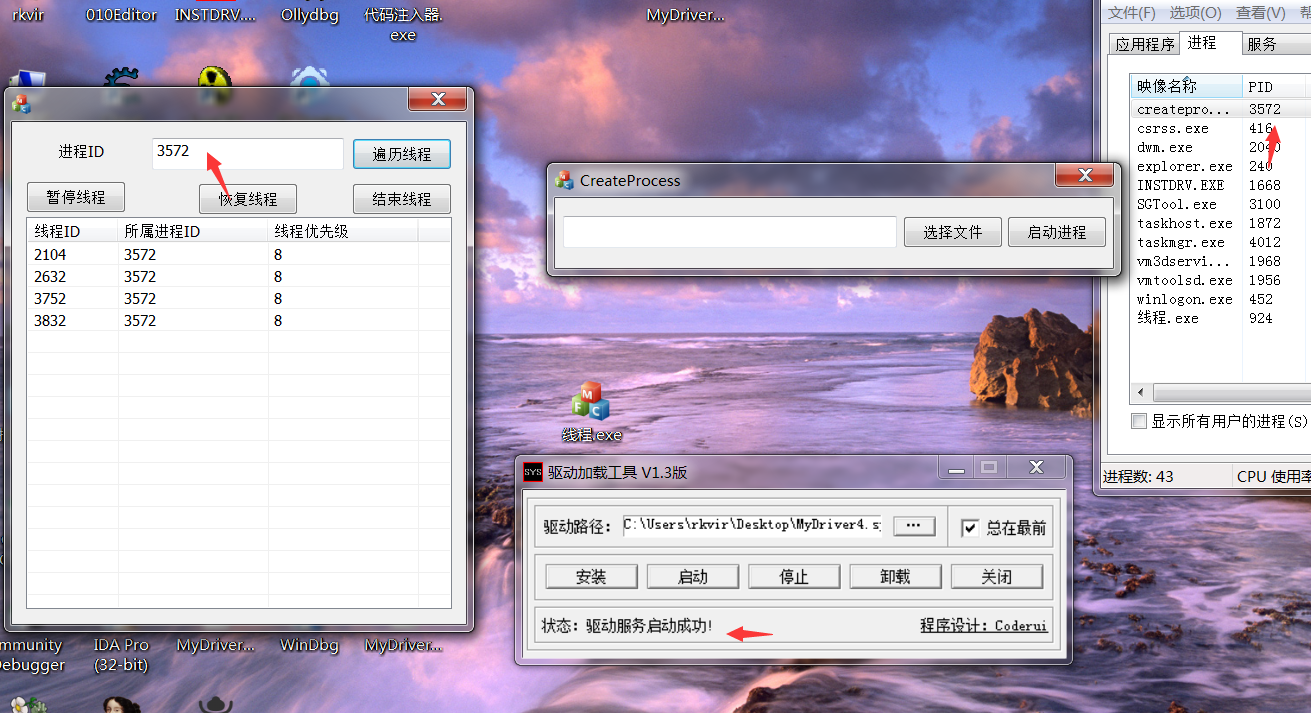 rkvir
010Editor
INSTDRV....
Ollydbg
代码注入器.
exe
MyDriver...
进程ID
3572
遍历线程
暂停线程
恢复线程
结束线程
线程ID 所属进程ID 线程优先级
2104 3572 8
2632 3572 8
3752 3572 8
3832 3572 8
CreateProcess
选择文件
启动进程
线程.exe
SYS 驱动加载工具 V1.3版
驱动路径: C:\Users\rkvir\Desktop\MyDriver4.s
...
总在最前
安装
启动
停止
卸载
关闭
状态: 驱动服务启动成功!
程序设计: Coderui
文件(F) 选项(O) 查看(V)
应用程序 进程 服务
映像名称 PID
createpro... 3572
csrss.exe 416
dwm.exe 2040
explorer.exe 240
INSTDRV.EXE 1668
SGTool.exe 3100
taskhost.exe 1872
taskmgr.exe 4012
vm3dservi... 1968
vmtoolsd.exe 1956
winlogon.exe 452
线程.exe 924
显示所有用户的进程(S)
进程数: 43
CPU 使用率
mmunity
Debugger
IDA Pro
(32-bit)
MyDriver...
WinDbg
MyDriver...